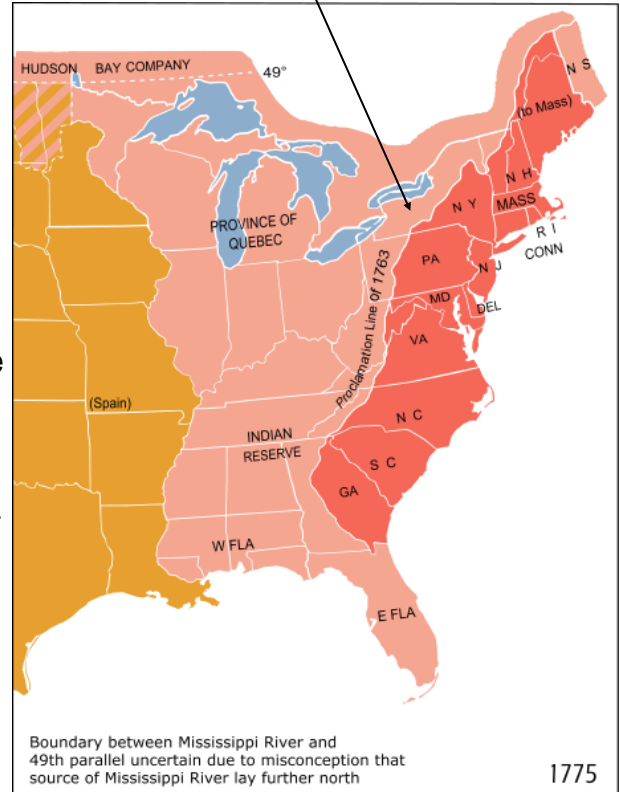 HUDSON BAY COMPANY
49°
N S
(to Mass)
N H
N Y
MASS
R I
CONN
PROVINCE OF
QUEBEC
PA
N J
MD
DEL
Proclamation Line of 1763
VA
(Spain)
N C
INDIAN
RESERVE
S C
GA
W FLA
E FLA
Boundary between Mississippi River and
49th parallel uncertain due to misconception that
source of Mississippi River lay further north
1775